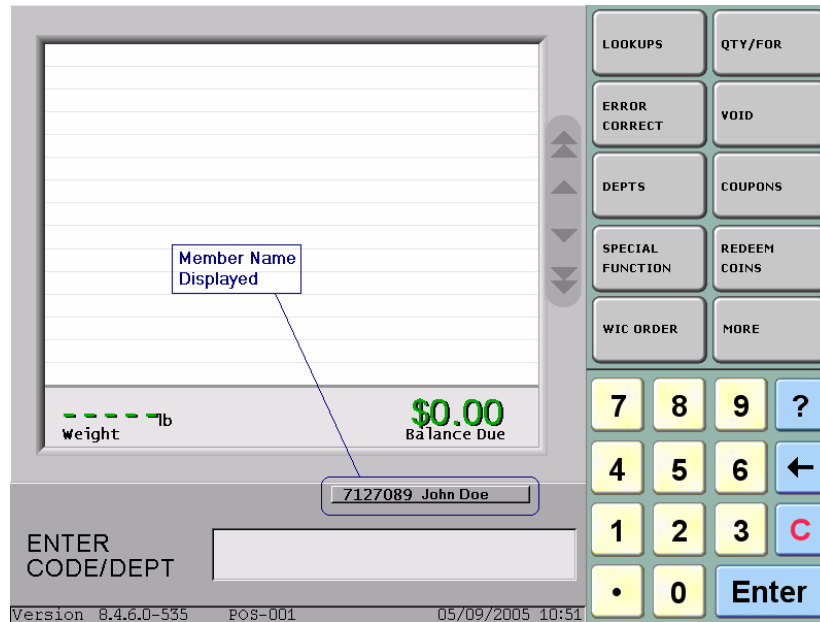 LOOKUPS
QTY/FOR
ERROR
CORRECT
VOID
DEPTS
COUPONS
SPECIAL
FUNCTION
REDEEM
COINS
WIC ORDER
MORE
Member Name
Displayed
-----lb
Weight
$0.00
Balance Due
7127089 John Doe
ENTER
CODE/DEPT
7 8 9 ?
4 5 6 ←
1 2 3 C
. 0 Enter
Version 8.4.6.0-535 POS-001 05/09/2005 10:51